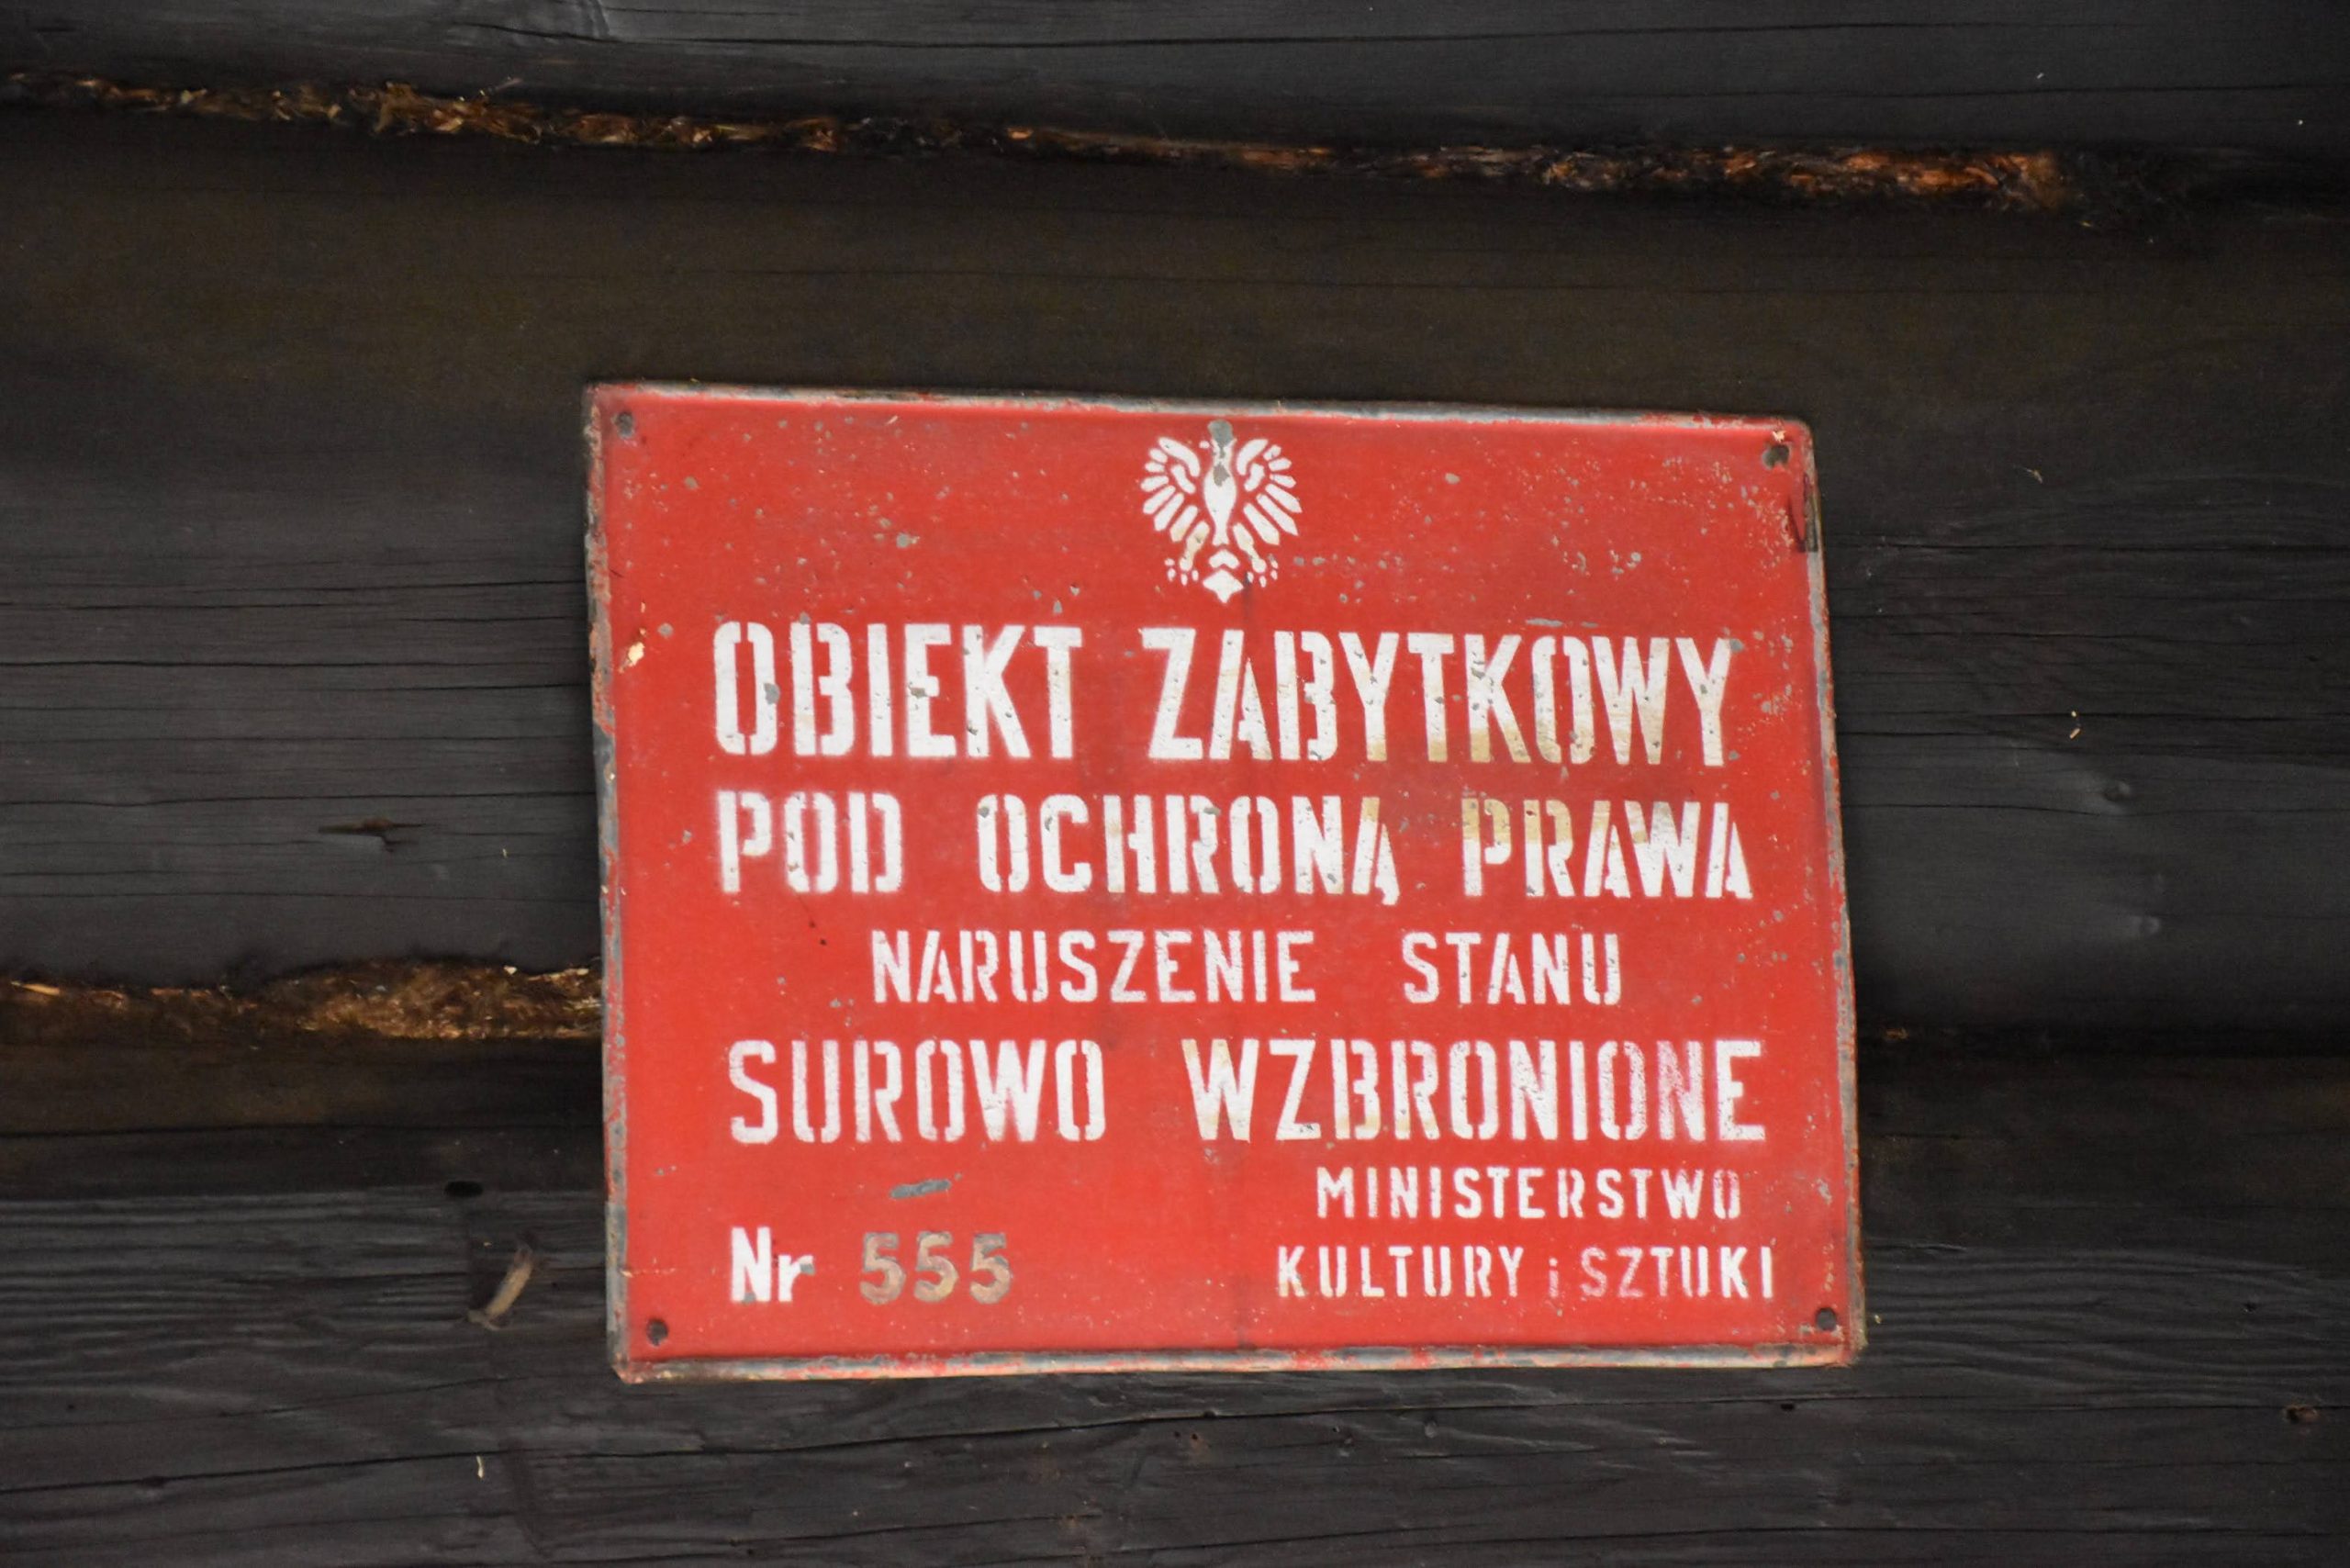 OBIEKT ZABYTKOWY
POD OCHRONĄ PRAWA
NARUSZENIE STANU
SUROWO WZBRONIONE
MINISTERSTWO
KULTURY i SZTUKI
Nr 555